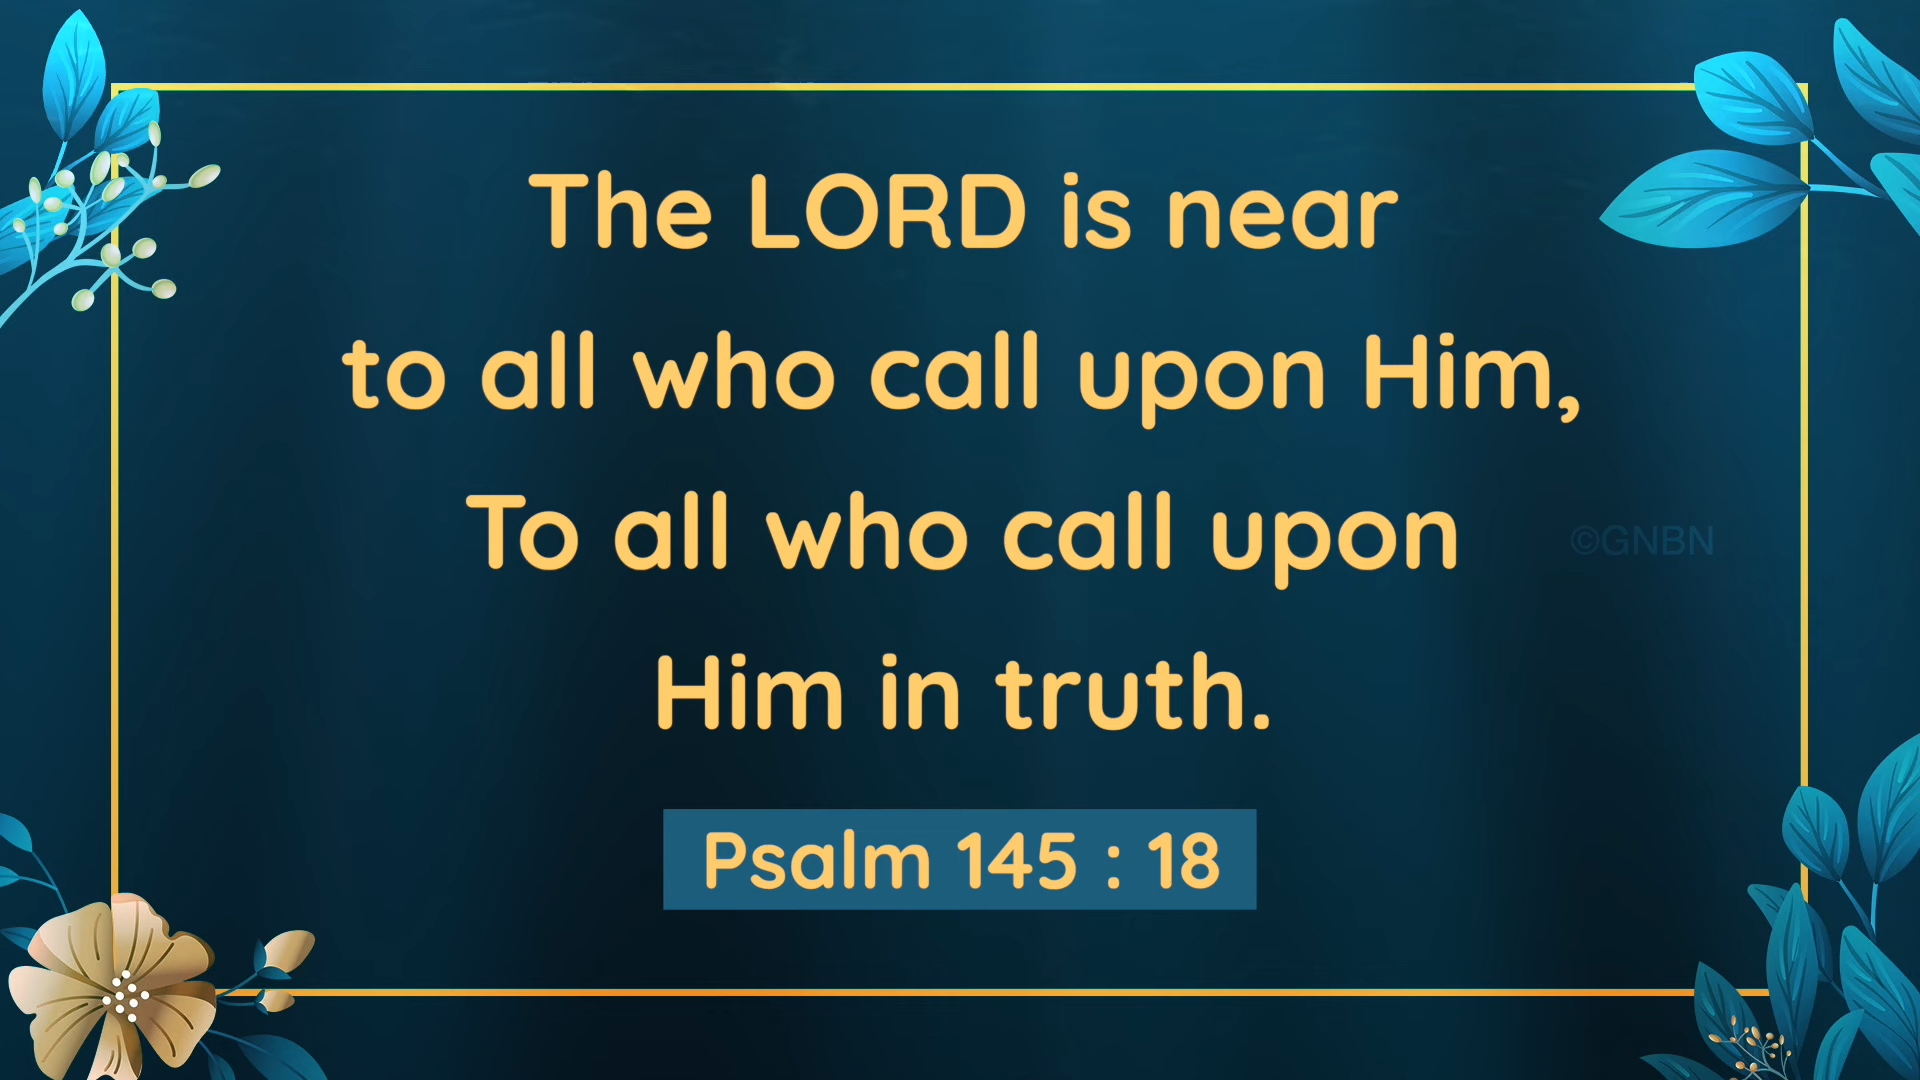 The LORD is near
to all who call upon Him,
To all who call upon
©GNBN
Him in truth.
Psalm 145 : 18